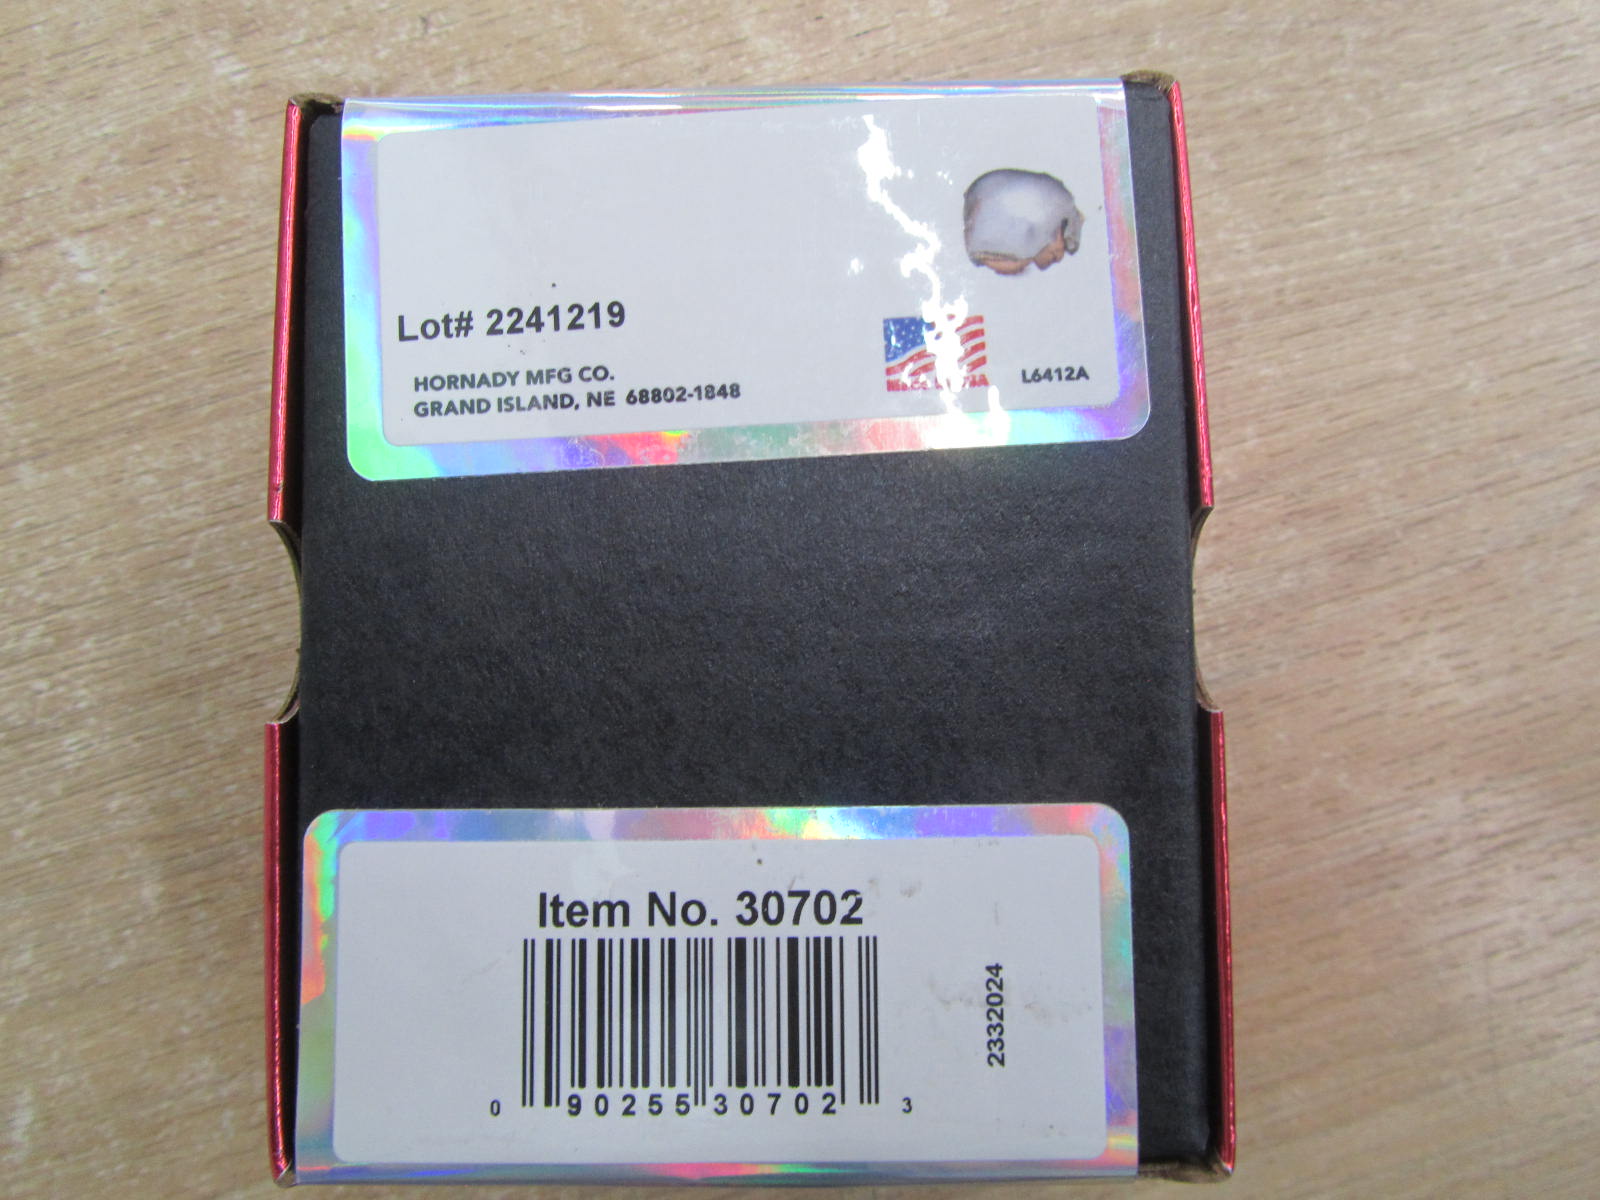 Lot# 2241219
HORNADY MFG CO.
GRAND ISLAND, NE 68802-1848
L6412A
Item No. 30702
2332024
0 90255 30702 3